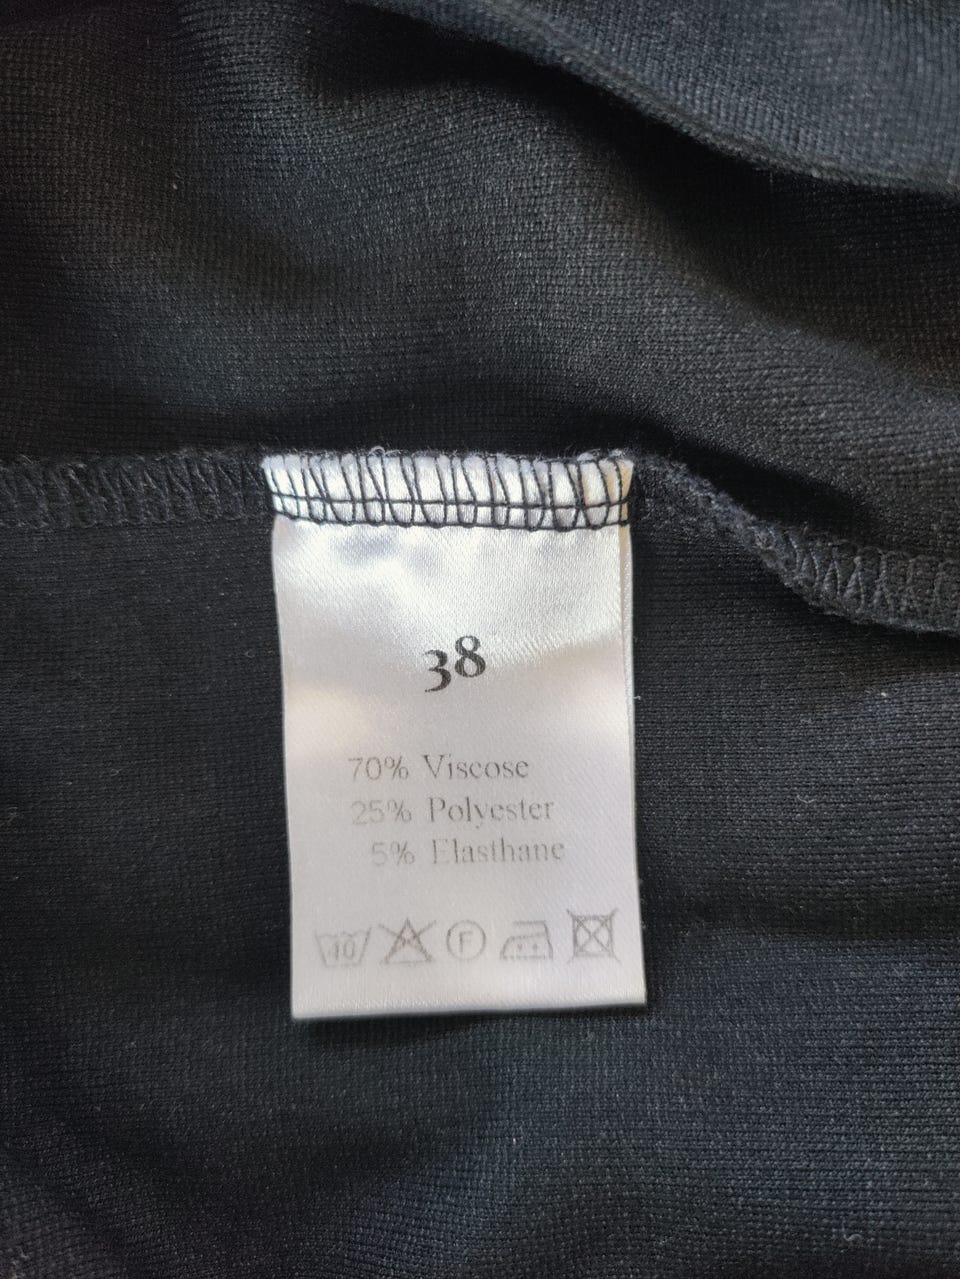 38
70% Viscose
25% Polyester
5% Elasthane
F